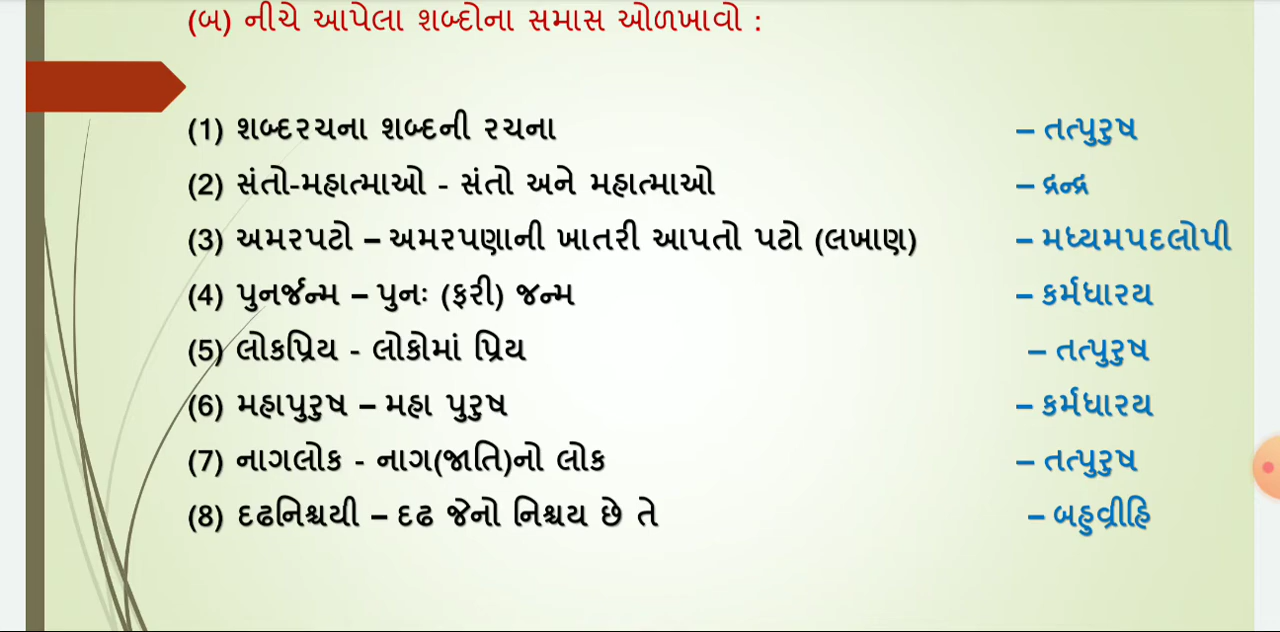 (બ) નીચે આપેલા શબ્દોના સમાસ ઓળખાવો :
(1) શબ્દરચના શબ્દની રચના – તત્પુરુષ
(2) સંતો-મહાત્માઓ - સંતો અને મહાત્માઓ – દ્રન્દ્ર
(3) અમરપટો – અમરપણાની ખાતરી આપતો પટો (લખાણ) – મધ્યમપદલોપી
(4) પુનર્જન્મ – પુનઃ (ફરી) જન્મ – કર્મધારય
(5) લોકપ્રિય - લોકોમાં પ્રિય – તત્પુરુષ
(6) મહાપુરુષ – મહા પુરુષ – કર્મધારય
(7) નાગલોક - નાગ(જાતિ)નો લોક – તત્પુરુષ
(8) દઢનિશ્ચયી – દઢ જેનો નિશ્ચય છે તે – બહુવ્રીહિ